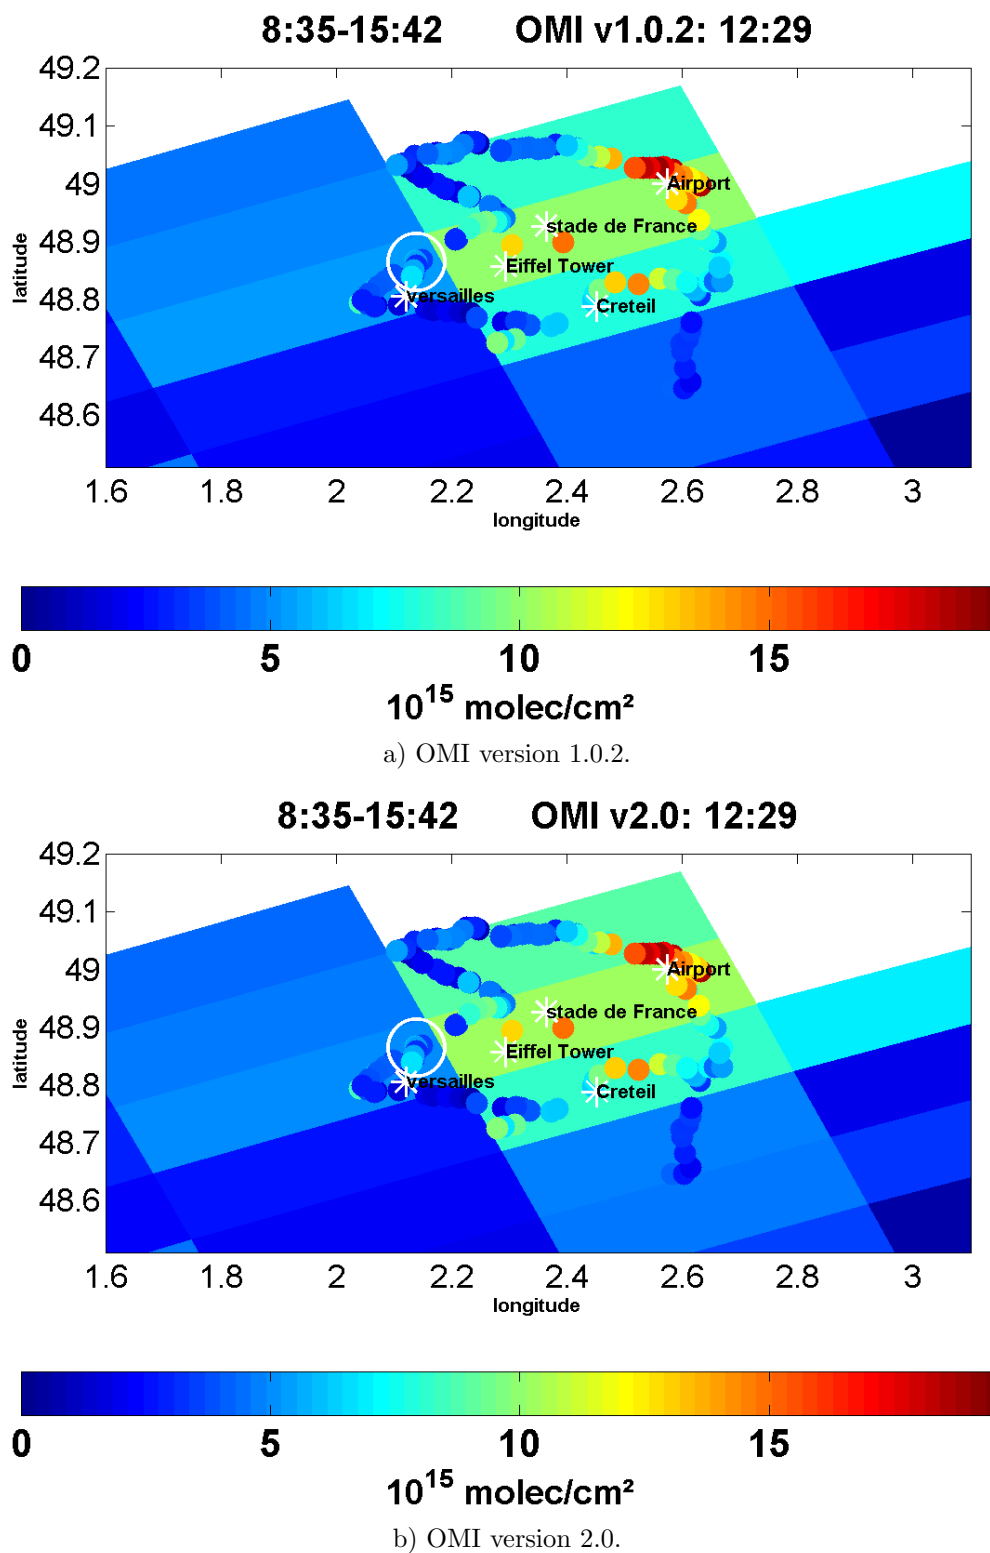 8:35-15:42 OMI v1.0.2: 12:29
49.2
49.1
49
48.9
48.8
48.7
48.6
latitude
Airport
stade de France
Eiffel Tower
versailles
Creteil
1.6 1.8 2 2.2 2.4 2.6 2.8 3
longitude
0 5 10 15
10¹⁵ molec/cm²
a) OMI version 1.0.2.
8:35-15:42 OMI v2.0: 12:29
49.2
49.1
49
48.9
48.8
48.7
48.6
latitude
Airport
stade de France
Eiffel Tower
versailles
Creteil
1.6 1.8 2 2.2 2.4 2.6 2.8 3
longitude
0 5 10 15
10¹⁵ molec/cm²
b) OMI version 2.0.